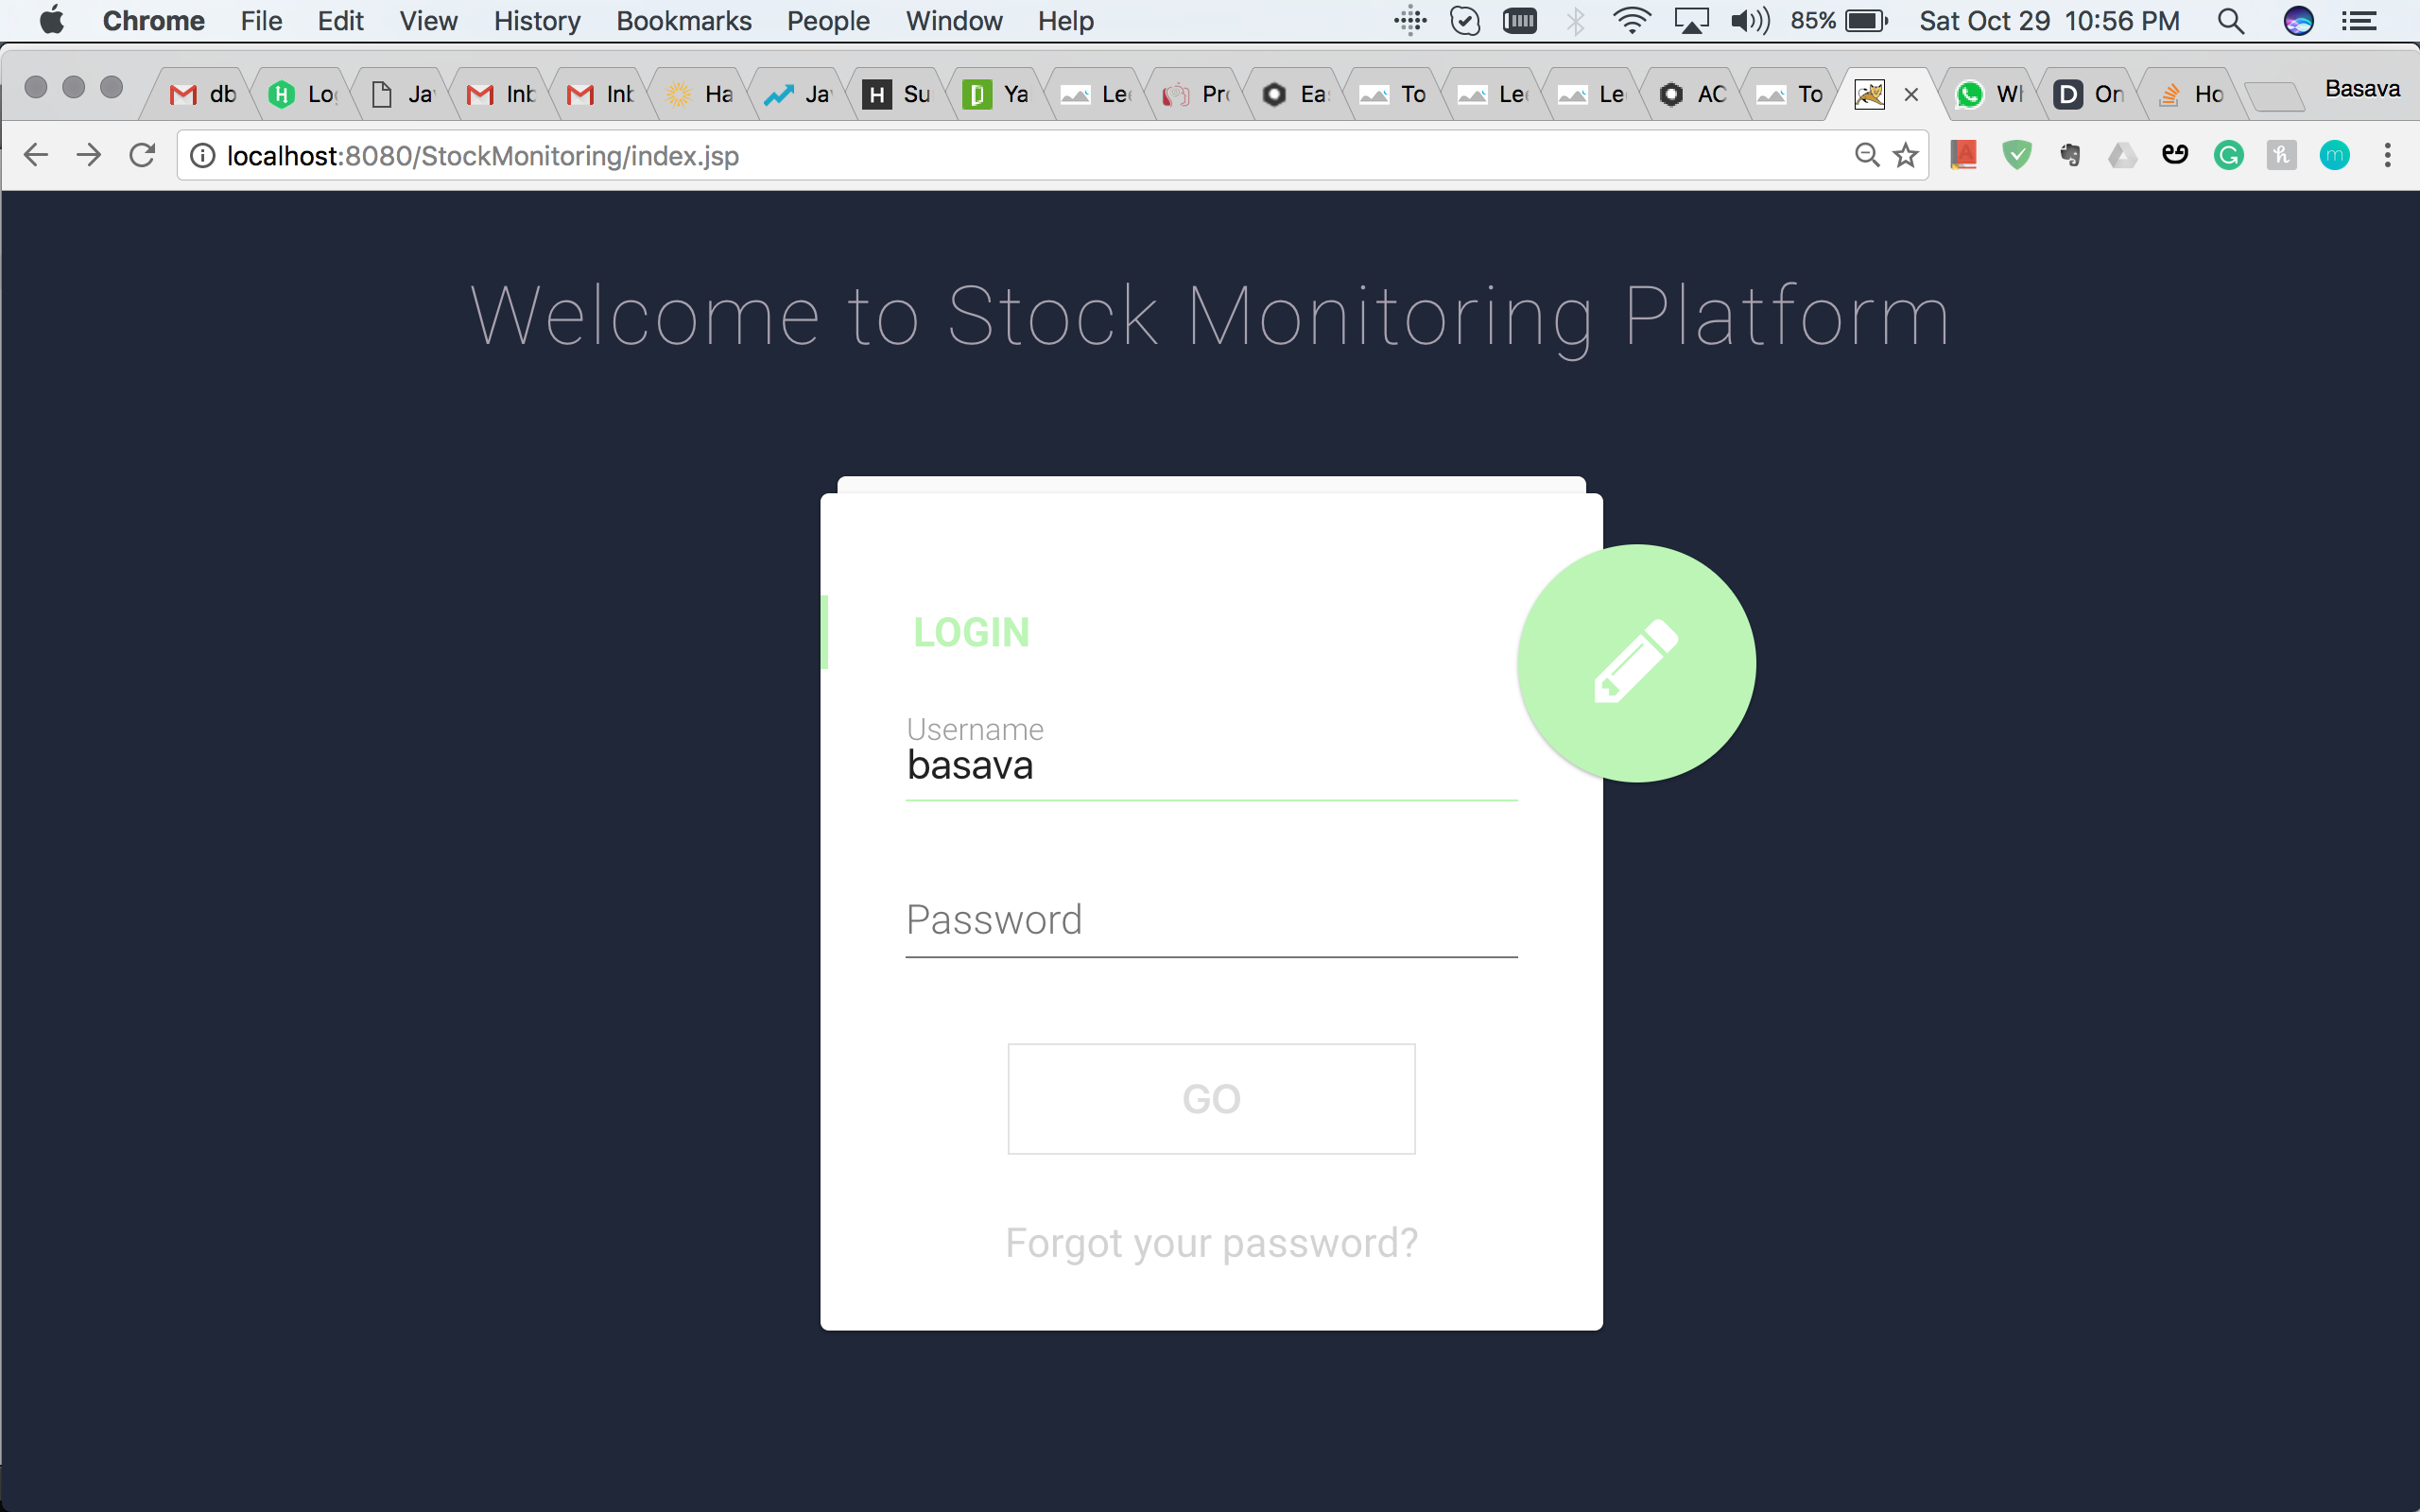 Chrome File Edit View History Bookmarks People Window Help 85% Sat Oct 29 10:56 PM
db Lo Ja Inb Inb Ha Ja H Su Ya Le Pr Ea To Le Le AC To Wh D On Ho Basava
localhost:8080/StockMonitoring/index.jsp
Welcome to Stock Monitoring Platform
LOGIN
Username
basava
Password
GO
Forgot your password?